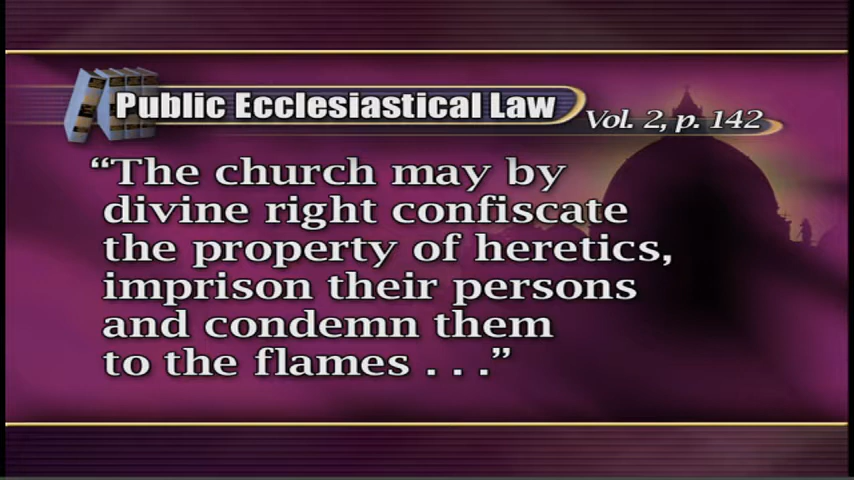 Public Ecclesiastical Law
Vol. 2, p. 142
“The church may by
divine right confiscate
the property of heretics,
imprison their persons
and condemn them
to the flames . . .”